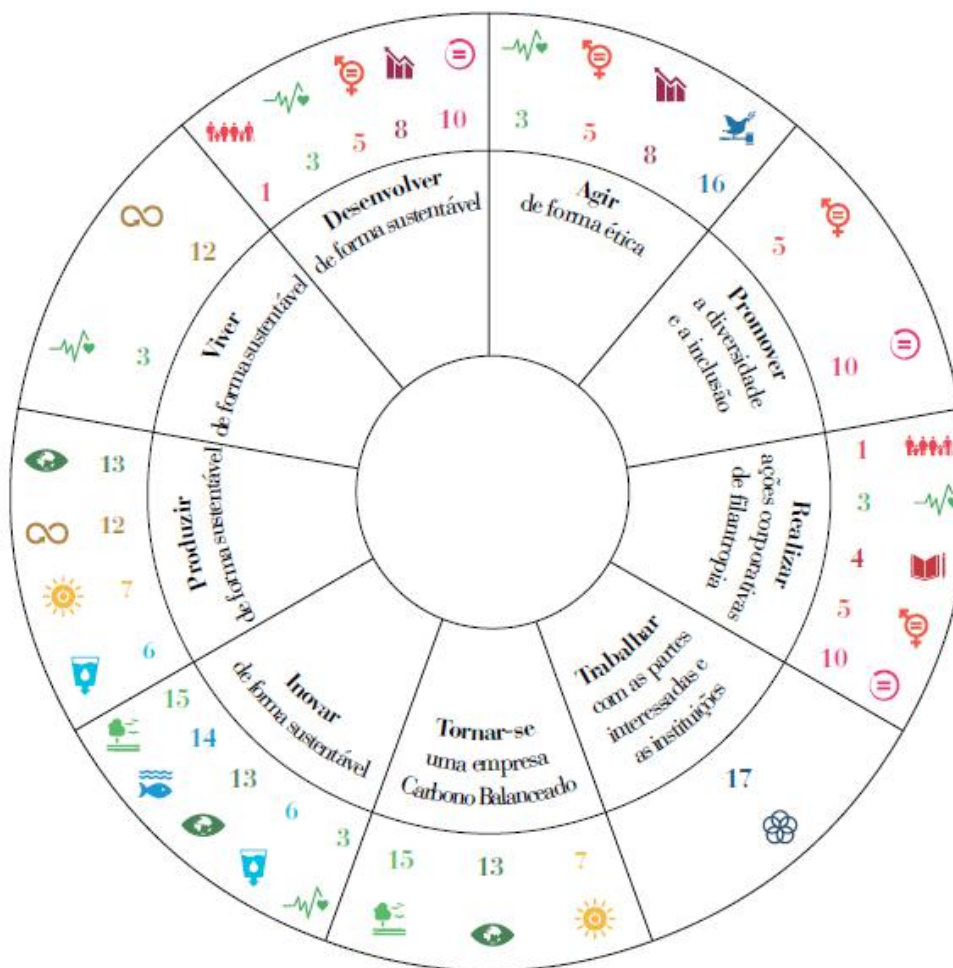 3
5
8
16
Agir
de forma ética
5
10
Promover
a diversidade
e a inclusão
1
3
4
5
10
Realizar
ações corporativas
de filantropia
17
Trabalhar
com as partes
interessadas e
as instituições
7
13
15
Tornar-se
uma empresa
Carbono Balanceado
3
6
13
14
15
Inovar
de forma sustentável
6
7
12
13
Produzir
de forma sustentável
3
12
Viver
de forma sustentável
1
3
5
8
10
Desenvolver
de forma sustentável